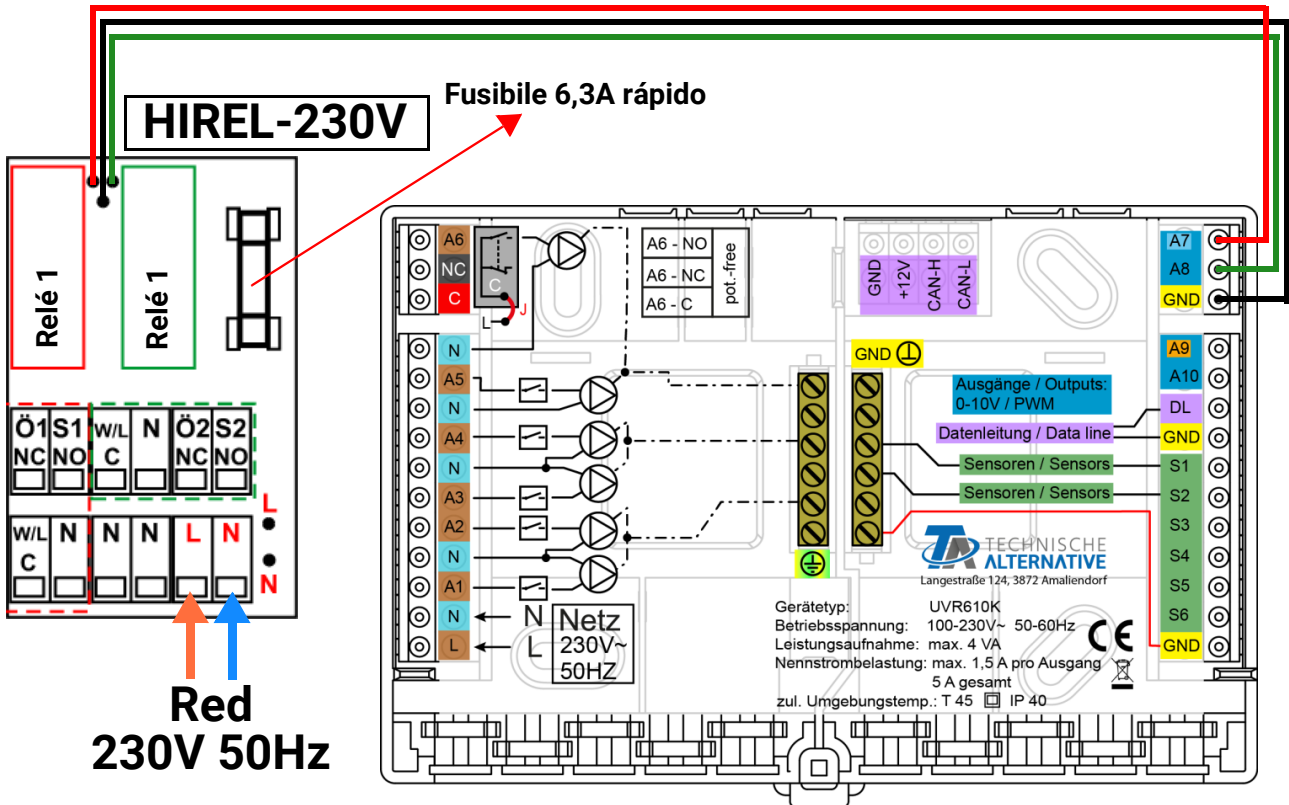 HIREL-230V
Fusibile 6,3A rápido
Relé 1
Relé 1
Ö1 S1 W/L N Ö2 S2
NC NO C NC NO
W/L N N N L N
C
L
N
Red
230V 50Hz
A6
NC
C
N
A5
N
A4
N
A3
A2
N
A1
N
L
C
J
L
A6 - NO
A6 - NC
A6 - C
pot.-free
GND
+12V
CAN-H
CAN-L
N Netz
L 230V~
50HZ
GND
Ausgänge / Outputs:
0-10V / PWM
Datenleitung / Data line
Sensoren / Sensors
Sensoren / Sensors
A7
A8
GND
A9
A10
DL
GND
S1
S2
S3
S4
S5
S6
GND
TA TECHNISCHE
ALTERNATIVE
Langestraße 124, 3872 Amaliendorf
Gerätetyp: UVR610K
Betriebsspannung: 100-230V~ 50-60Hz
Leistungsaufnahme: max. 4 VA
Nennstrombelastung: max. 1,5 A pro Ausgang
5 A gesamt
zul. Umgebungstemp.: T 45 IP 40
CE